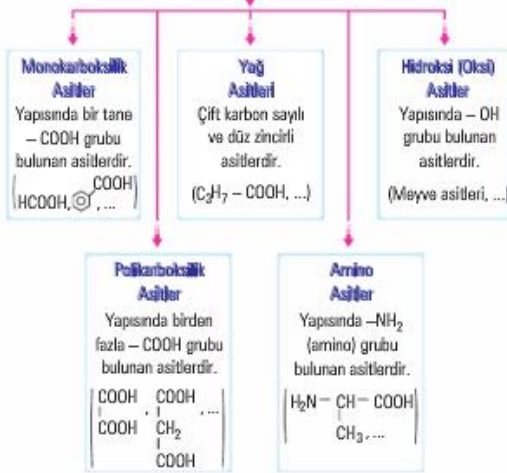 Monokarboksilik
Asitler
Yapısında bir tane
– COOH grubu
bulunan asitlerdir.
(HCOOH, COOH, ...)
Yağ
Asitleri
Çift karbon sayılı
ve düz zincirli
asitlerdir.
(C₃H₇ – COOH, ...)
Hidroksi (Oksi)
Asitler
Yapısında – OH
grubu bulunan
asitlerdir.
(Meyve asitleri, ...)
Polikarboksilik
Asitler
Yapısında birden
fazla – COOH grubu
bulunan asitlerdir.
COOH , COOH , ...
COOH CH₂
COOH
Amino
Asitler
Yapısında –NH₂
(amino) grubu
bulunan asitlerdir.
H₂N – CH – COOH
CH₃, ...